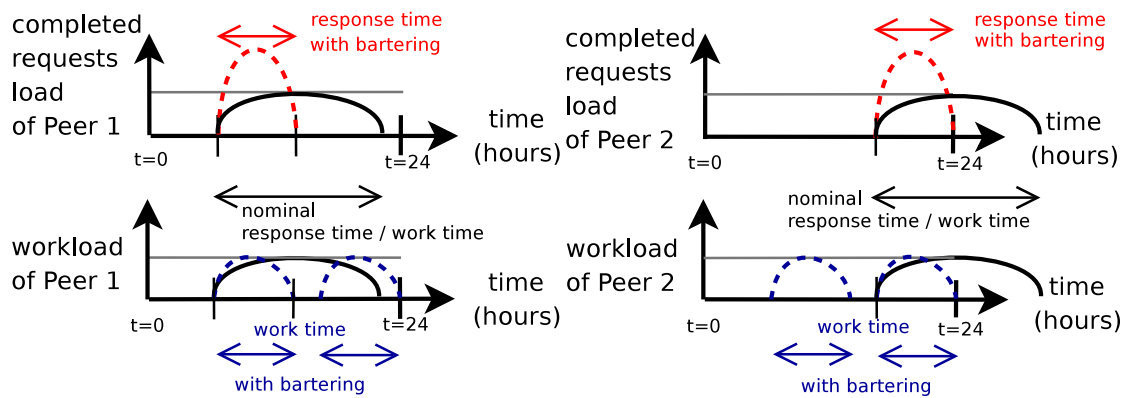 completed
requests
load
of Peer 1
response time
with bartering
time
(hours)
t=0
t=24
nominal
response time / work time
workload
of Peer 1
time
(hours)
t=0
t=24
work time
with bartering
completed
requests
load
of Peer 2
response time
with bartering
time
(hours)
t=0
t=24
nominal
response time / work time
workload
of Peer 2
time
(hours)
t=0
t=24
work time
with bartering